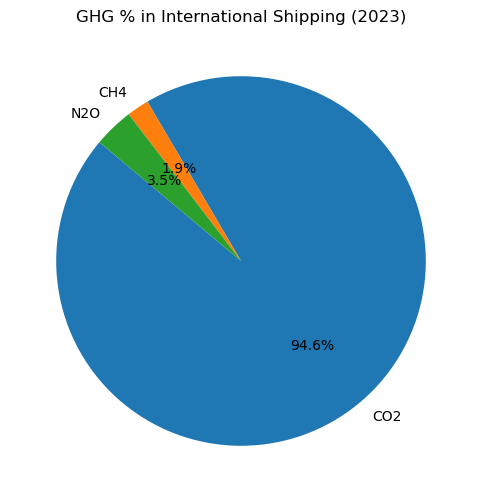 GHG % in International Shipping (2023)
CH4
N2O
1.9%
3.5%
94.6%
CO2